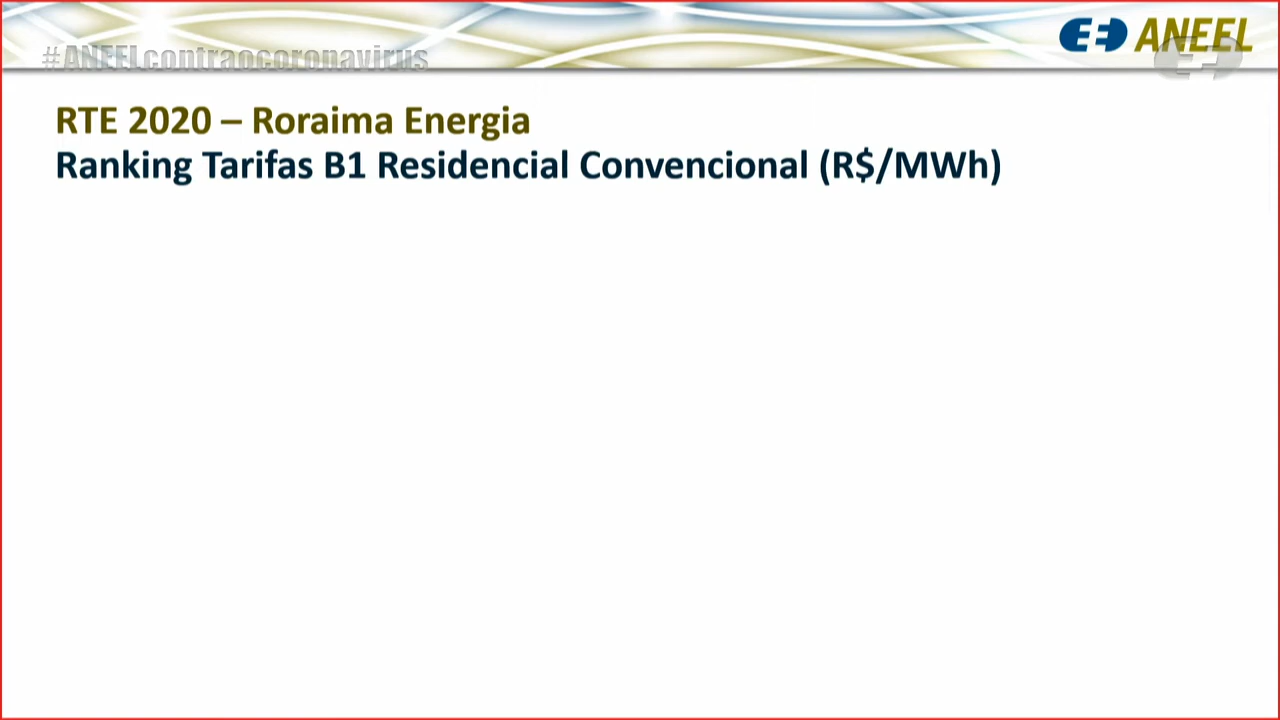 #ANEELcontraocoronavirus
ANEEL
RTE 2020 – Roraima Energia
Ranking Tarifas B1 Residencial Convencional (R$/MWh)